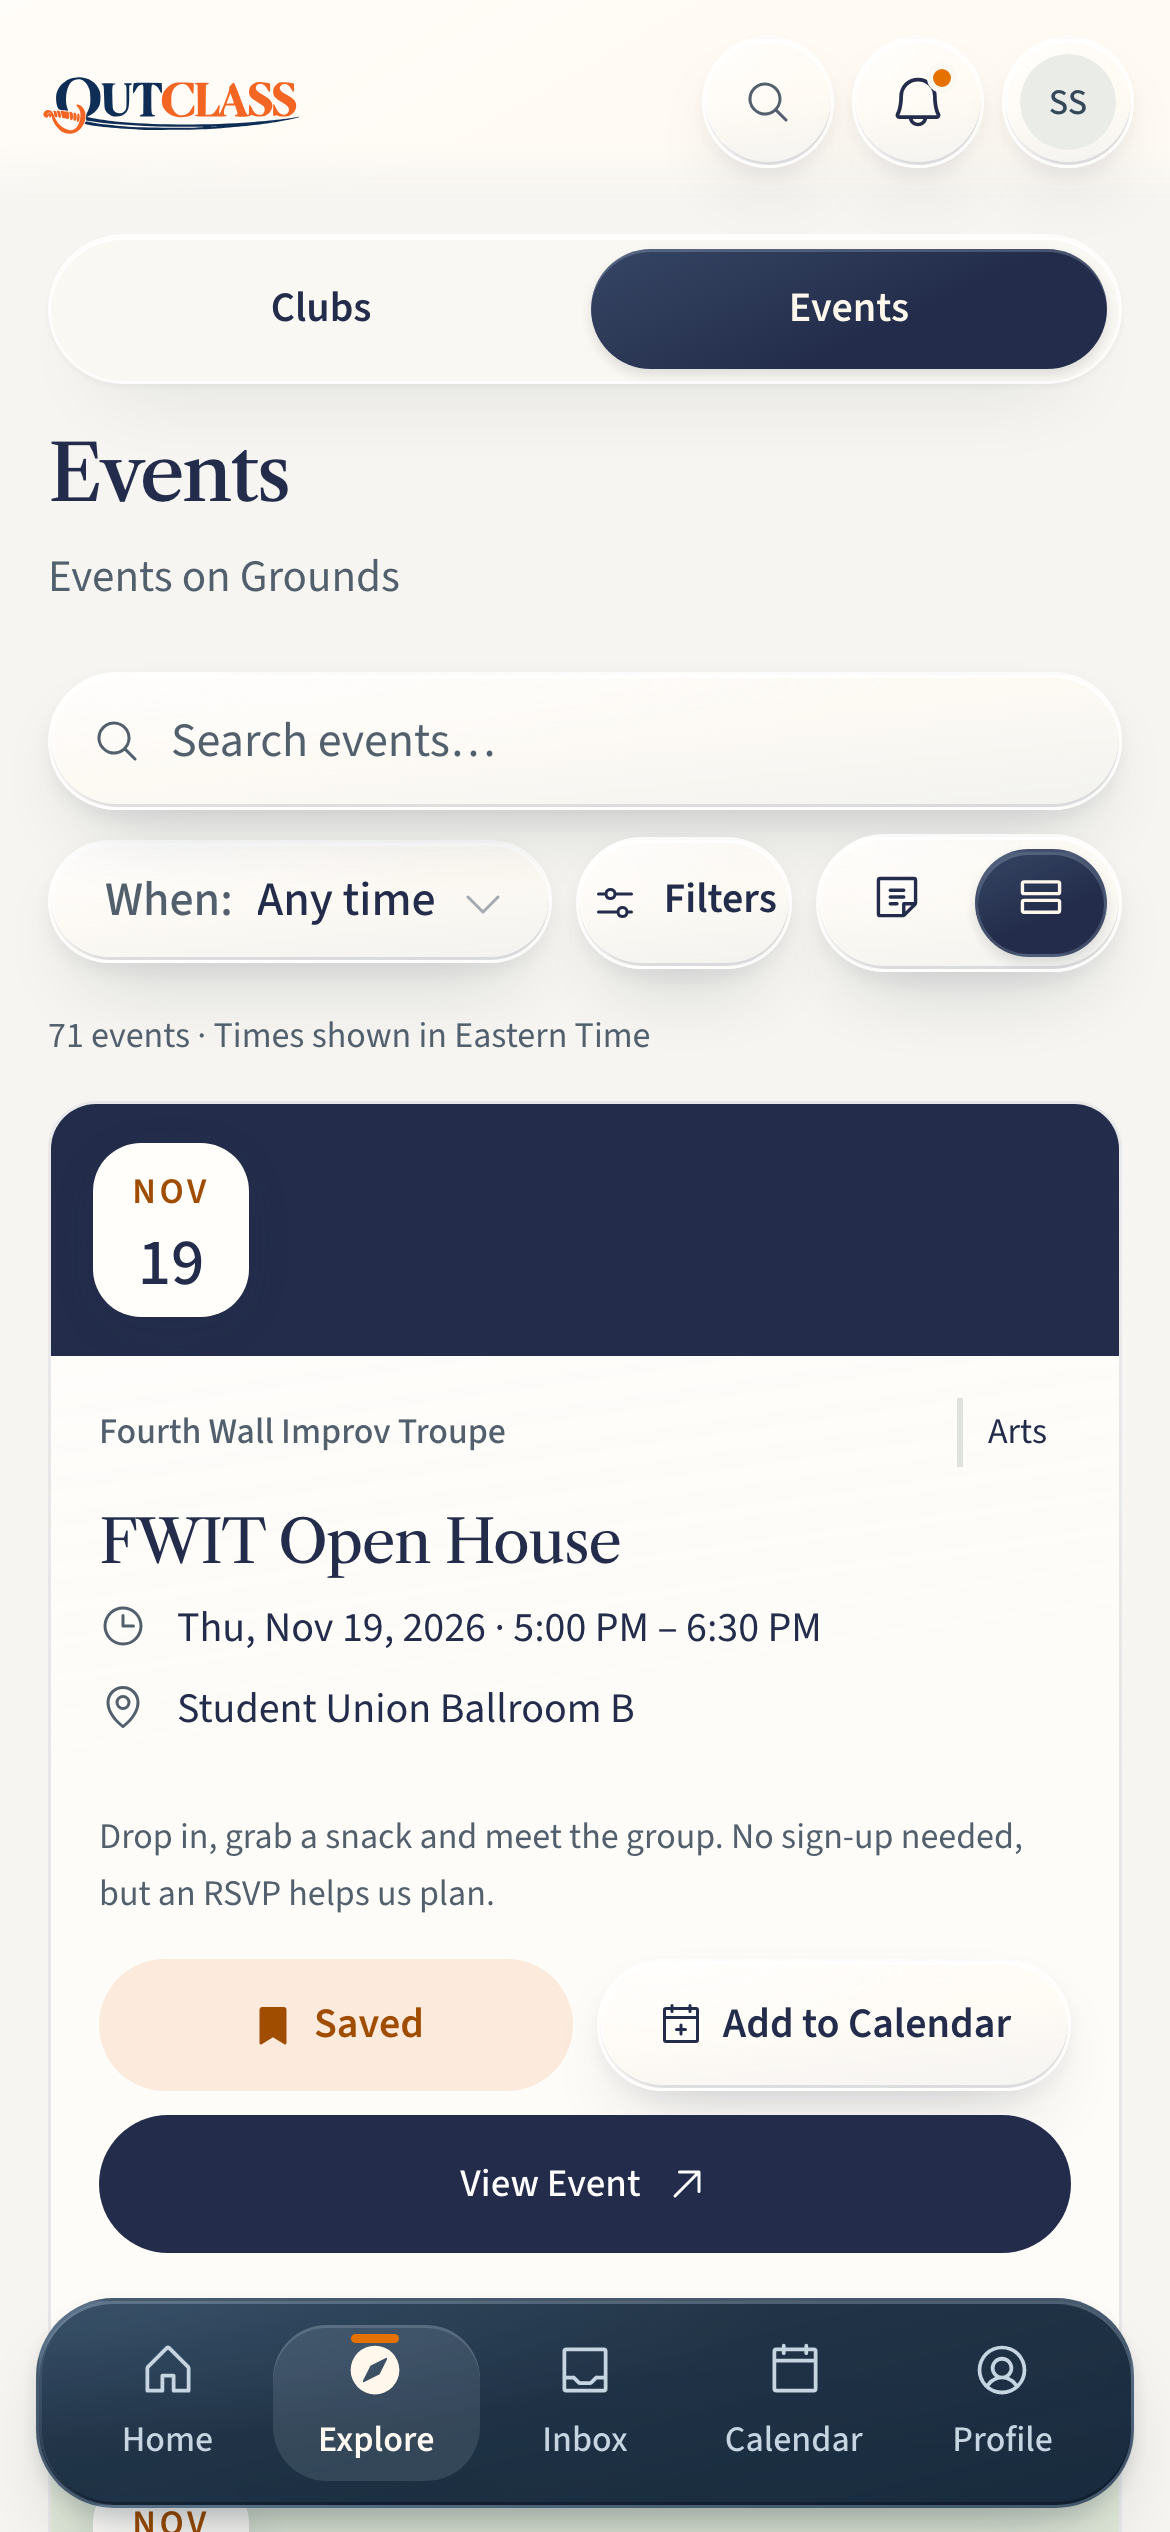 OUTCLASS
SS
Clubs
Events
Events
Events on Grounds
Search events...
When: Any time
Filters
71 events · Times shown in Eastern Time
NOV
19
Fourth Wall Improv Troupe
Arts
FWIT Open House
Thu, Nov 19, 2026 · 5:00 PM – 6:30 PM
Student Union Ballroom B
Drop in, grab a snack and meet the group. No sign-up needed,
but an RSVP helps us plan.
Saved
Add to Calendar
View Event
Home
Explore
Inbox
Calendar
Profile
NOV